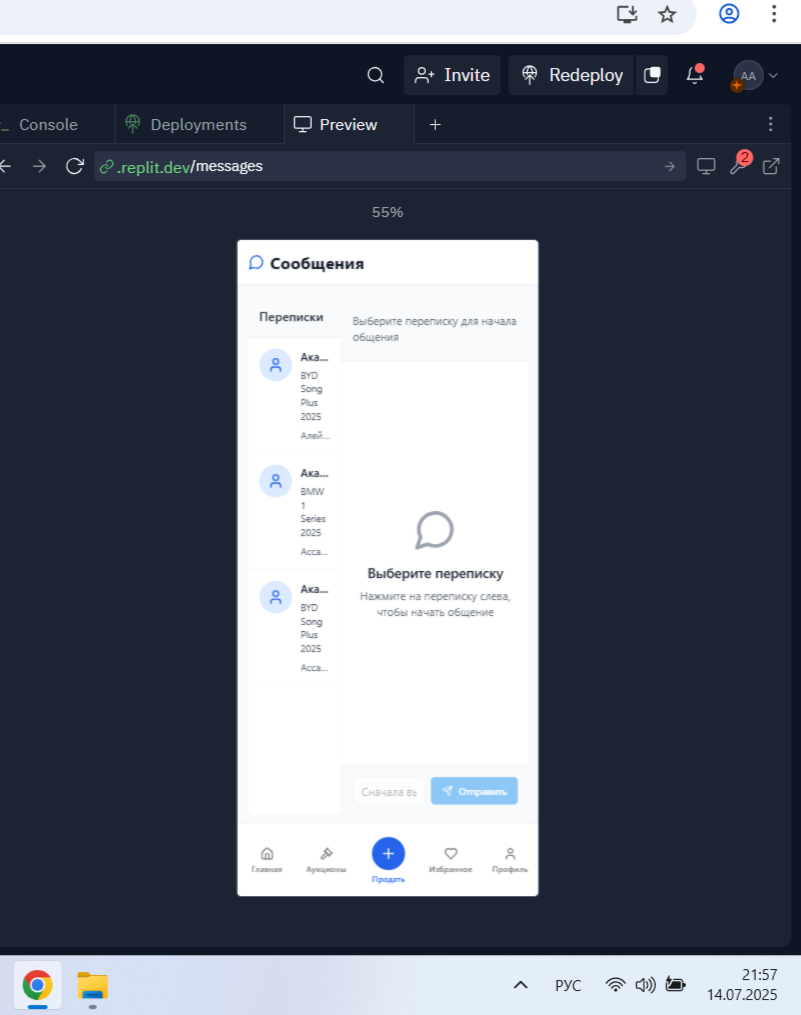 Invite
Redeploy
AA
Console
Deployments
Preview
.replit.dev/messages
2
55%
Сообщения
Переписки
Выберите переписку для начала
общения
Ака...
BYD
Song
Plus
2025
Алей...
Ака...
BMW
1
Series
2025
Асса...
Ака...
BYD
Song
Plus
2025
Асса...
Выберите переписку
Нажмите на переписку слева,
чтобы начать общение
Сначала вы
Отправить
Главная
Аукционы
Продать
Избранное
Профиль
РУС
21:57
14.07.2025